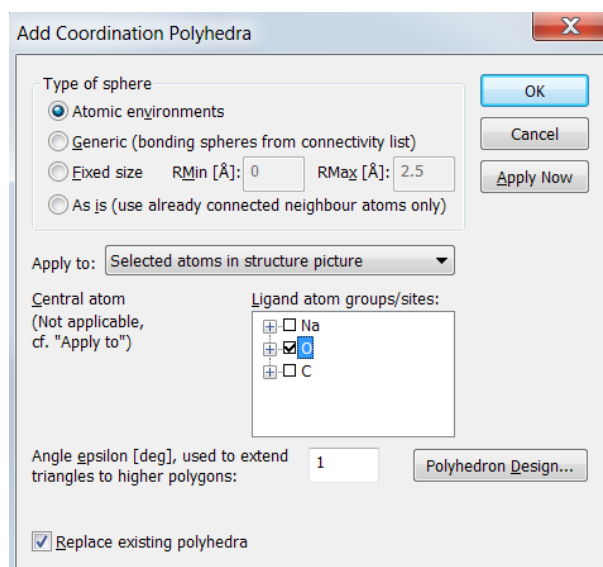 Add Coordination Polyhedra
X
Type of sphere
Atomic environments
Generic (bonding spheres from connectivity list)
Fixed size RMin [Å]: 0 RMax [Å]: 2.5
As is (use already connected neighbour atoms only)
OK
Cancel
Apply Now
Apply to: Selected atoms in structure picture
Central atom
(Not applicable,
cf. "Apply to")
Ligand atom groups/sites:
Na
O
C
Angle epsilon [deg], used to extend
triangles to higher polygons:
1
Polyhedron Design...
Replace existing polyhedra